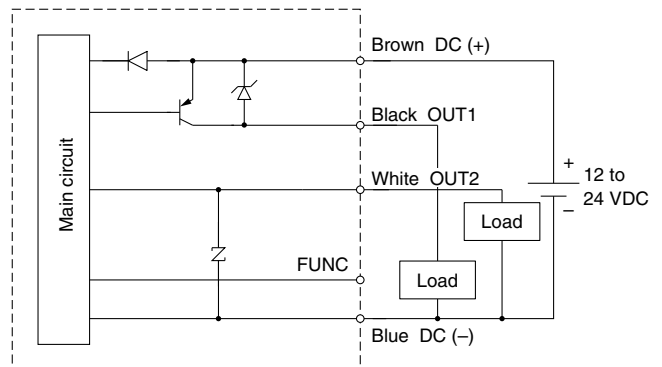 Brown DC (+)
Black OUT1
Main circuit
White OUT2
+
12 to
24 VDC
–
Load
FUNC
Load
Blue DC (–)